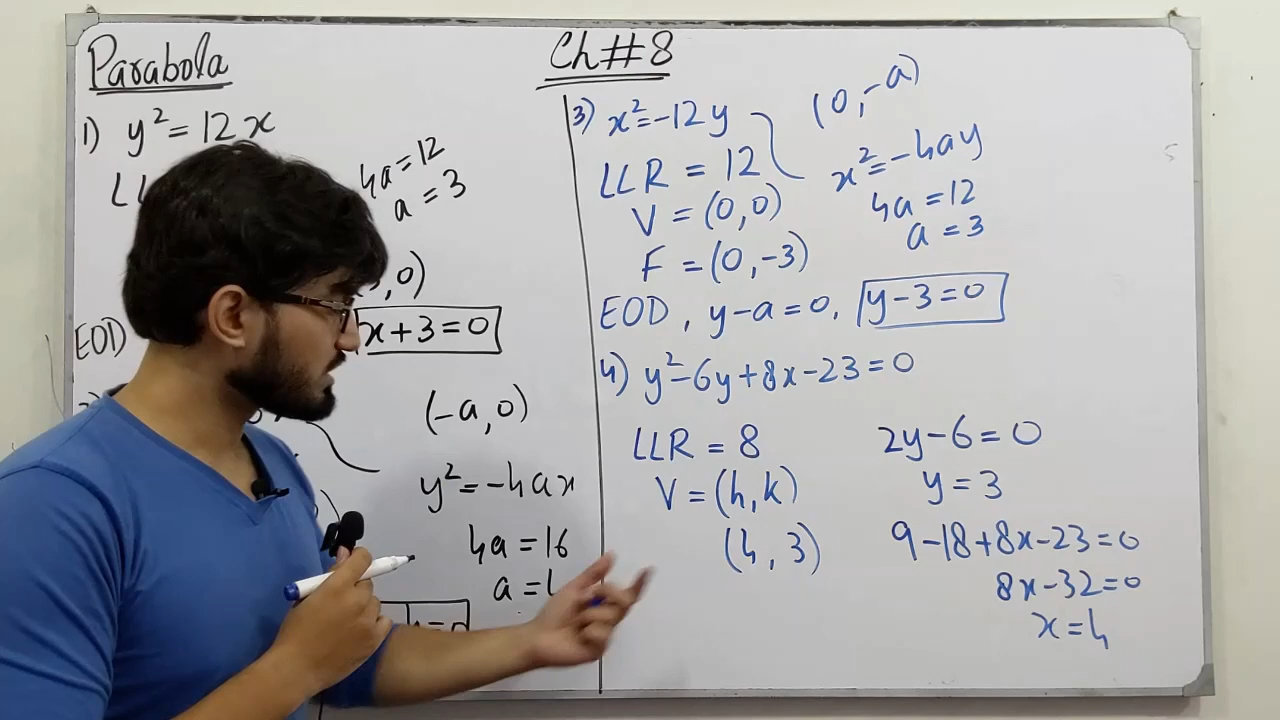 Parabola
Ch#8
1) y² = 12x
4a = 12
a = 3
, 0)
EOD
x + 3 = 0
(-a, 0)
y² = -4ax
4a = 16
a = 4
= 0
3) x² = -12y
(0, -a)
LLR = 12
x² = -4ay
V = (0, 0)
4a = 12
F = (0, -3)
a = 3
EOD, y - a = 0, y - 3 = 0
4) y² - 6y + 8x - 23 = 0
LLR = 8
2y - 6 = 0
V = (h, k)
y = 3
(4, 3)
9 - 18 + 8x - 23 = 0
8x - 32 = 0
x = 4